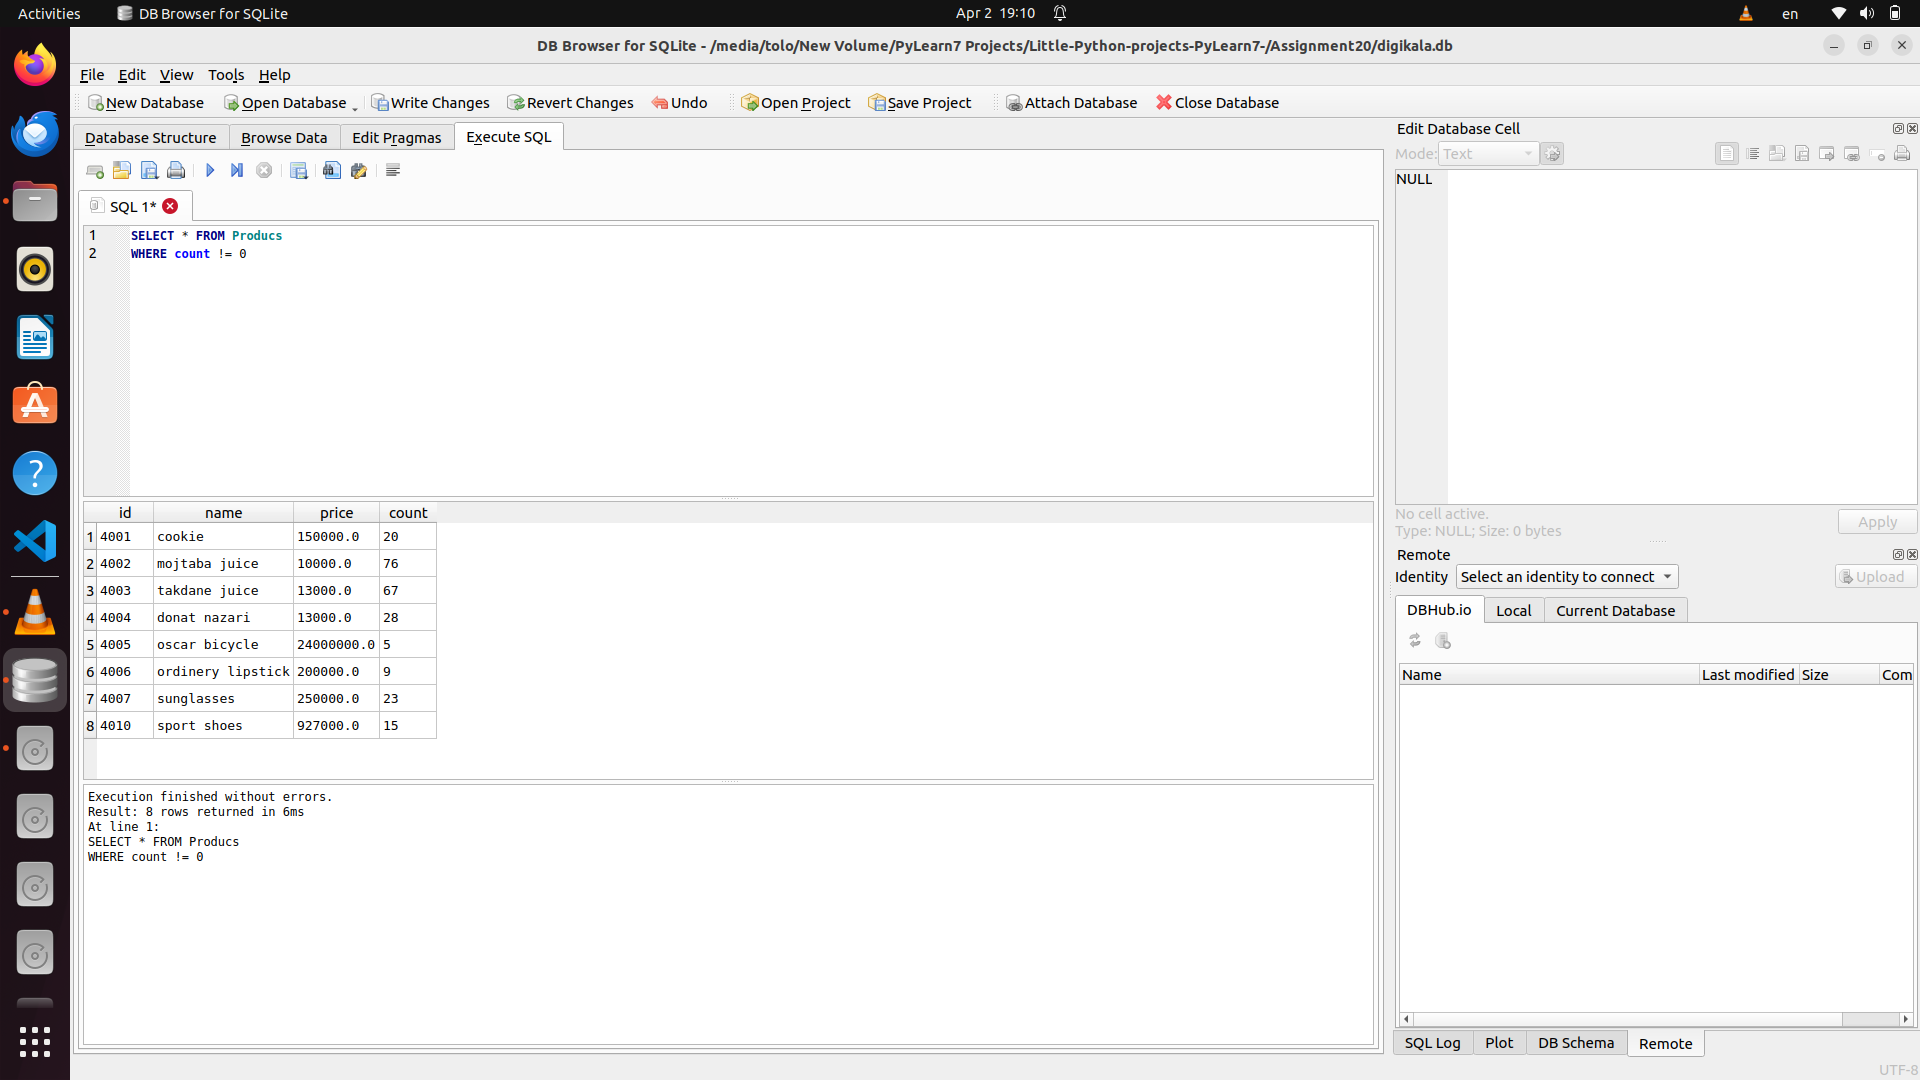 Activities DB Browser for SQLite Apr 2 19:10 en
DB Browser for SQLite - /media/tolo/New Volume/PyLearn7 Projects/Little-Python-projects-PyLearn7-/Assignment20/digikala.db
File Edit View Tools Help
New Database Open Database Write Changes Revert Changes Undo Open Project Save Project Attach Database Close Database
Database Structure Browse Data Edit Pragmas Execute SQL
SQL 1*
1 SELECT * FROM Producs
2 WHERE count != 0
id name price count
1 4001 cookie 150000.0 20
2 4002 mojtaba juice 10000.0 76
3 4003 takdane juice 13000.0 67
4 4004 donat nazari 13000.0 28
5 4005 oscar bicycle 24000000.0 5
6 4006 ordinery lipstick 200000.0 9
7 4007 sunglasses 250000.0 23
8 4010 sport shoes 927000.0 15
Execution finished without errors.
Result: 8 rows returned in 6ms
At line 1:
SELECT * FROM Producs
WHERE count != 0
Edit Database Cell
Mode: Text
NULL
No cell active.
Type: NULL; Size: 0 bytes
Apply
Remote
Identity Select an identity to connect Upload
DBHub.io Local Current Database
Name Last modified Size Com
SQL Log Plot DB Schema Remote
UTF-8